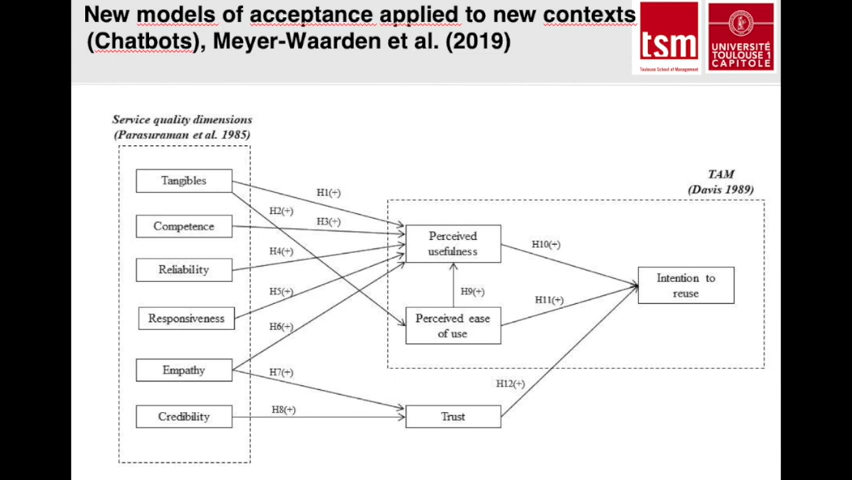 New models of acceptance applied to new contexts
(Chatbots), Meyer-Waarden et al. (2019)
tsm
Toulouse School of Management
UNIVERSITÉ
TOULOUSE 1
CAPITOLE
Service quality dimensions
(Parasuraman et al. 1985)
TAM
(Davis 1989)
Tangibles
Competence
Reliability
Responsiveness
Empathy
Credibility
H1(+)
H2(+)
H3(+)
H4(+)
H5(+)
H6(+)
H7(+)
H8(+)
Perceived
usefulness
H9(+)
Perceived ease
of use
Trust
H10(+)
H11(+)
H12(+)
Intention to
reuse